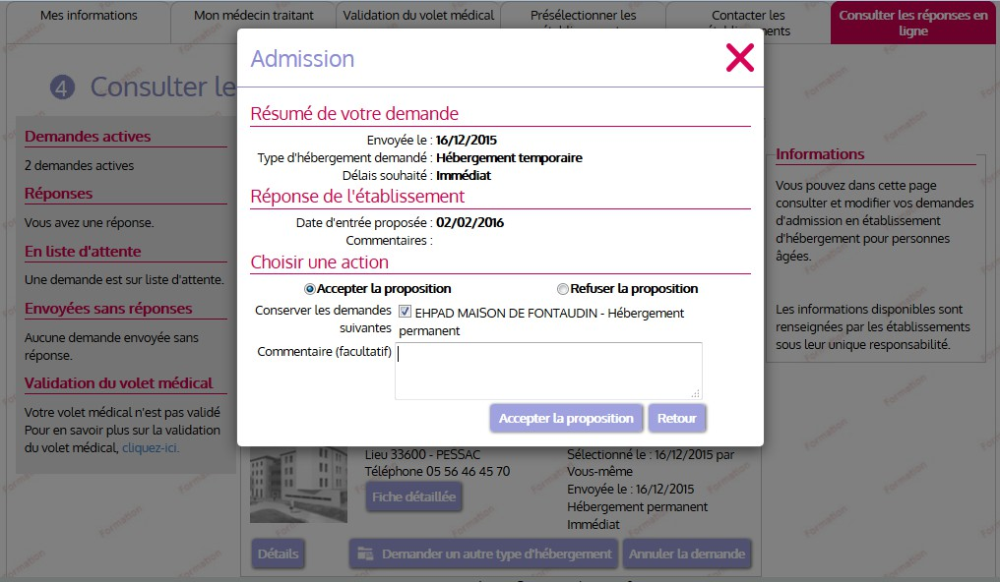 Mes informations
Mon médecin traitant
Validation du volet médical
Présélectionner les
Contacter les
Consulter les réponses en
ligne
Admission
4 Consulter le
Résumé de votre demande
Envoyée le : 16/12/2015
Type d'hébergement demandé : Hébergement temporaire
Délais souhaité : Immédiat
Réponse de l'établissement
Date d'entrée proposée : 02/02/2016
Commentaires :
Choisir une action
Accepter la proposition
Refuser la proposition
Conserver les demandes
suivantes
EHPAD MAISON DE FONTAUDIN - Hébergement
permanent
Commentaire (facultatif)
Accepter la proposition
Retour
Demandes actives
2 demandes actives
Réponses
Vous avez une réponse.
En liste d'attente
Une demande est sur liste d'attente.
Envoyées sans réponses
Aucune demande envoyée sans
réponse.
Validation du volet médical
Votre volet médical n'est pas validé
Pour en savoir plus sur la validation
du volet médical, cliquez-ici.
Informations
Vous pouvez dans cette page
consulter et modifier vos demandes
d'admission en établissement
d'hébergement pour personnes
âgées.
Les informations disponibles sont
renseignées par les établissements
sous leur unique responsabilité.
Lieu 33600 - PESSAC
Téléphone 05 56 46 45 70
Fiche détaillée
Sélectionné le : 16/12/2015 par
Vous-même
Envoyée le : 16/12/2015
Hébergement permanent
Immédiat
Détails
Demander un autre type d'hébergement
Annuler la demande
Formation